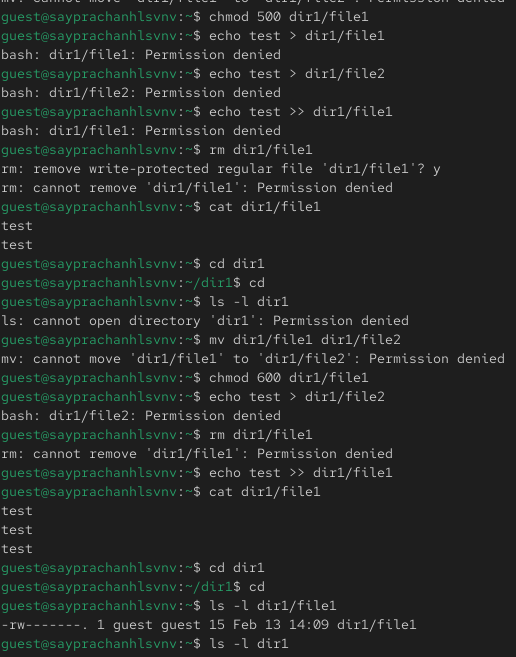 mv: cannot move 'dir1/file1' to 'dir1/file2': Permission denied
guest@sayprachanhlsvnv:~$ chmod 500 dir1/file1
guest@sayprachanhlsvnv:~$ echo test > dir1/file1
bash: dir1/file1: Permission denied
guest@sayprachanhlsvnv:~$ echo test > dir1/file2
bash: dir1/file2: Permission denied
guest@sayprachanhlsvnv:~$ echo test >> dir1/file1
bash: dir1/file1: Permission denied
guest@sayprachanhlsvnv:~$ rm dir1/file1
rm: remove write-protected regular file 'dir1/file1'? y
rm: cannot remove 'dir1/file1': Permission denied
guest@sayprachanhlsvnv:~$ cat dir1/file1
test
test
guest@sayprachanhlsvnv:~$ cd dir1
guest@sayprachanhlsvnv:~/dir1$ cd
guest@sayprachanhlsvnv:~$ ls -l dir1
ls: cannot open directory 'dir1': Permission denied
guest@sayprachanhlsvnv:~$ mv dir1/file1 dir1/file2
mv: cannot move 'dir1/file1' to 'dir1/file2': Permission denied
guest@sayprachanhlsvnv:~$ chmod 600 dir1/file1
guest@sayprachanhlsvnv:~$ echo test > dir1/file2
bash: dir1/file2: Permission denied
guest@sayprachanhlsvnv:~$ rm dir1/file1
rm: cannot remove 'dir1/file1': Permission denied
guest@sayprachanhlsvnv:~$ echo test >> dir1/file1
guest@sayprachanhlsvnv:~$ cat dir1/file1
test
test
test
guest@sayprachanhlsvnv:~$ cd dir1
guest@sayprachanhlsvnv:~/dir1$ cd
guest@sayprachanhlsvnv:~$ ls -l dir1/file1
-rw-------. 1 guest guest 15 Feb 13 14:09 dir1/file1
guest@sayprachanhlsvnv:~$ ls -l dir1